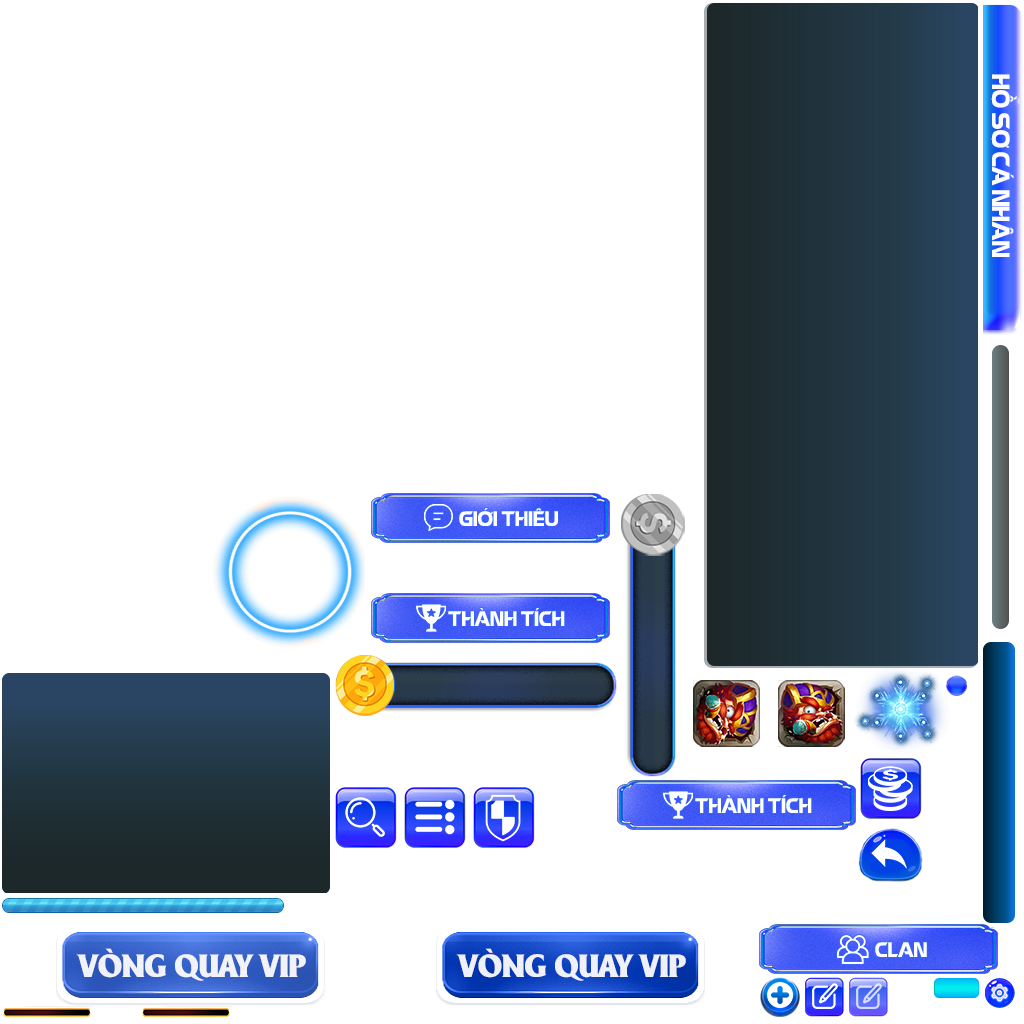 HỒ SƠ CÁ NHÂN
GIỚI THIỆU
THÀNH TÍCH
THÀNH TÍCH
VÒNG QUAY VIP
VÒNG QUAY VIP
CLAN